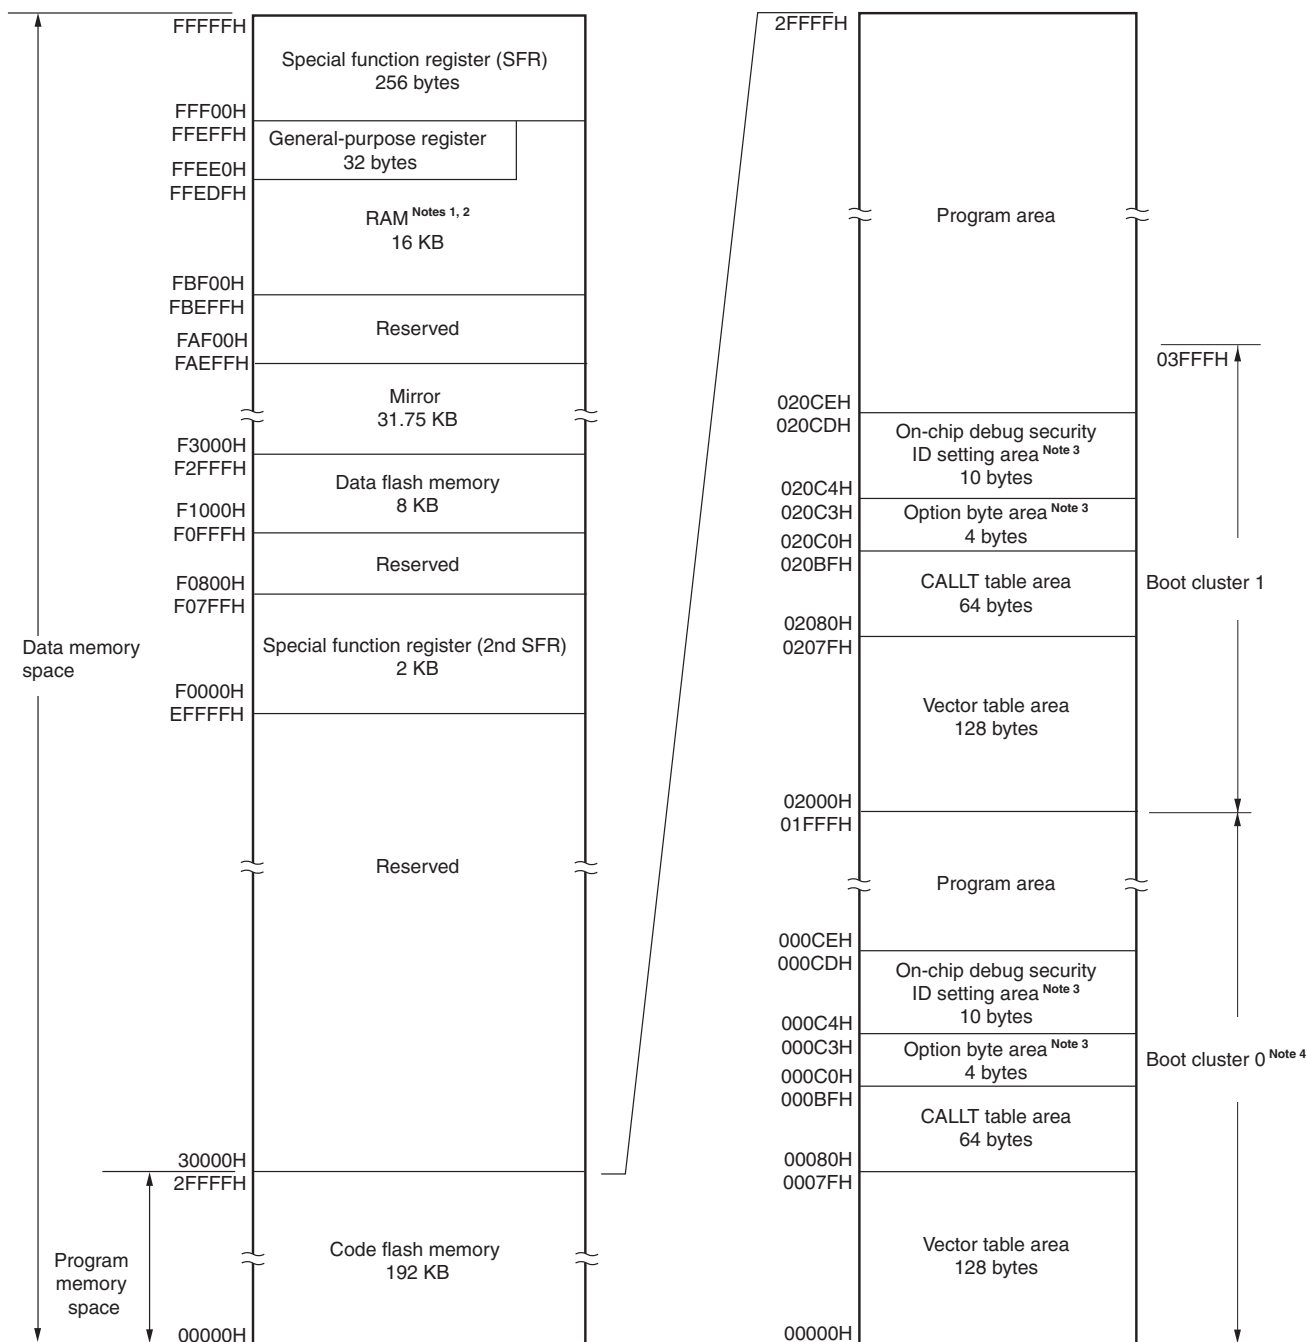 FFFFFH
Special function register (SFR)
256 bytes
FFF00H
FFEFFH
General-purpose register
32 bytes
FFEE0H
FFEDFH
RAM Notes 1, 2
16 KB
FBF00H
FBEFFH
Reserved
FAF00H
FAEFFH
Mirror
31.75 KB
F3000H
F2FFFH
Data flash memory
8 KB
F1000H
F0FFFH
Reserved
F0800H
F07FFH
Special function register (2nd SFR)
2 KB
Data memory
space
F0000H
EFFFFH
Reserved
30000H
2FFFFH
Code flash memory
192 KB
Program
memory
space
00000H
2FFFFH
Program area
03FFFH
020CEH
020CDH
On-chip debug security
ID setting area Note 3
10 bytes
020C4H
020C3H
Option byte area Note 3
4 bytes
020C0H
020BFH
CALLT table area
64 bytes
Boot cluster 1
02080H
0207FH
Vector table area
128 bytes
02000H
01FFFH
Program area
000CEH
000CDH
On-chip debug security
ID setting area Note 3
10 bytes
000C4H
000C3H
Option byte area Note 3
4 bytes
Boot cluster 0 Note 4
000C0H
000BFH
CALLT table area
64 bytes
00080H
0007FH
Vector table area
128 bytes
00000H